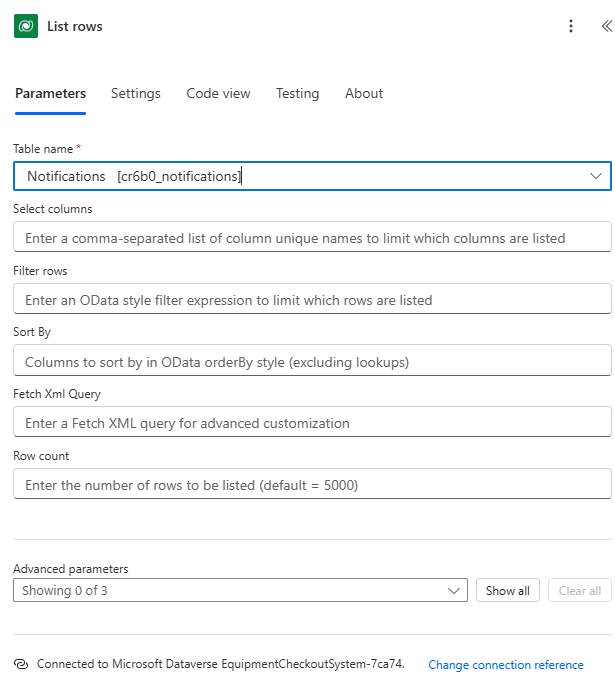 List rows
Parameters Settings Code view Testing About
Table name *
Notifications [cr6b0_notifications]
Select columns
Enter a comma-separated list of column unique names to limit which columns are listed
Filter rows
Enter an OData style filter expression to limit which rows are listed
Sort By
Columns to sort by in OData orderBy style (excluding lookups)
Fetch Xml Query
Enter a Fetch XML query for advanced customization
Row count
Enter the number of rows to be listed (default = 5000)
Advanced parameters
Showing 0 of 3 Show all Clear all
Connected to Microsoft Dataverse EquipmentCheckoutSystem-7ca74. Change connection reference